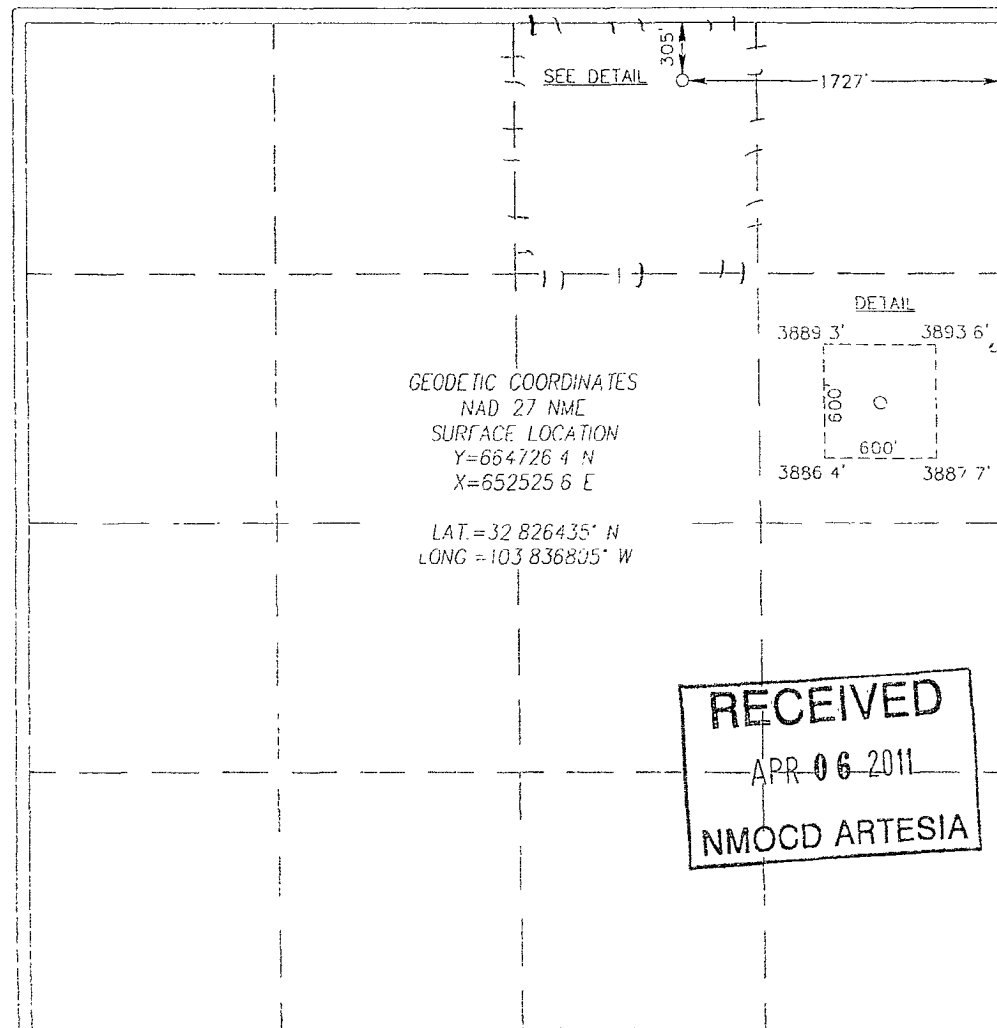 305'
SEE DETAIL
1727'
DETAIL
3889 3' 3893 6'
600'
600'
3886 4' 3887 7'
GEODETIC COORDINATES
NAD 27 NME
SURFACE LOCATION
Y=664726 4 N
X=652525 6 E
LAT.=32 826435° N
LONG =103 836805° W
RECEIVED
APR 06 2011
NMOCD ARTESIA